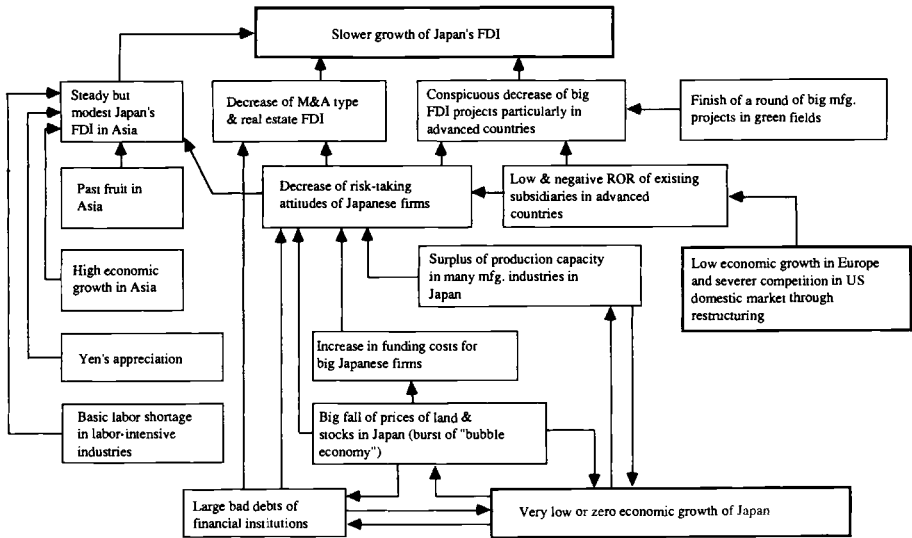 Slower growth of Japan's FDI
Steady but
modest Japan's
FDI in Asia
Decrease of M&A type
& real estate FDI
Conspicuous decrease of big
FDI projects particularly in
advanced countries
Finish of a round of big mfg.
projects in green fields
Past fruit in
Asia
Decrease of risk-taking
attitudes of Japanese firms
Low & negative ROR of existing
subsidiaries in advanced
countries
High economic
growth in Asia
Surplus of production capacity
in many mfg. industries in
Japan
Low economic growth in Europe
and severer competition in US
domestic market through
restructuring
Yen's appreciation
Increase in funding costs for
big Japanese firms
Basic labor shortage
in labor-intensive
industries
Big fall of prices of land &
stocks in Japan (burst of "bubble
economy")
Large bad debts of
financial institutions
Very low or zero economic growth of Japan